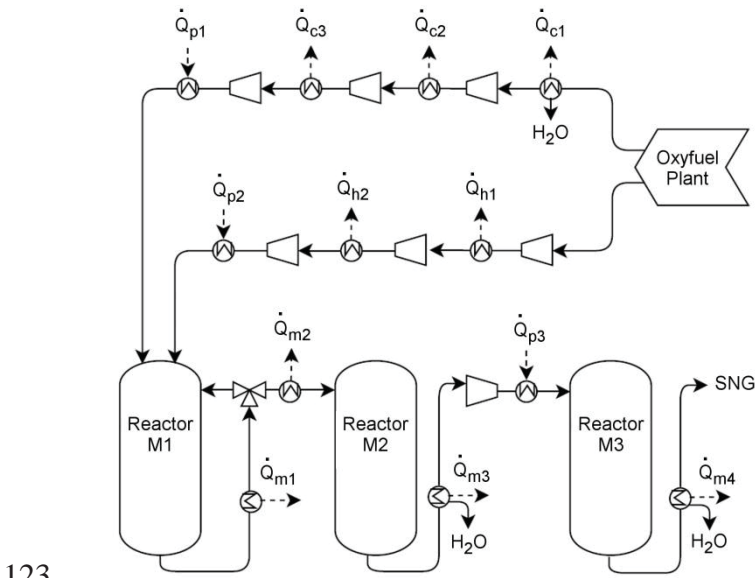 Q̇p1
Q̇c3
Q̇c2
Q̇c1
H2O
Oxyfuel
Plant
Q̇p2
Q̇h2
Q̇h1
Q̇m2
Q̇p3
Reactor
M1
Reactor
M2
Reactor
M3
SNG
Q̇m1
Q̇m3
Q̇m4
H2O
H2O
123